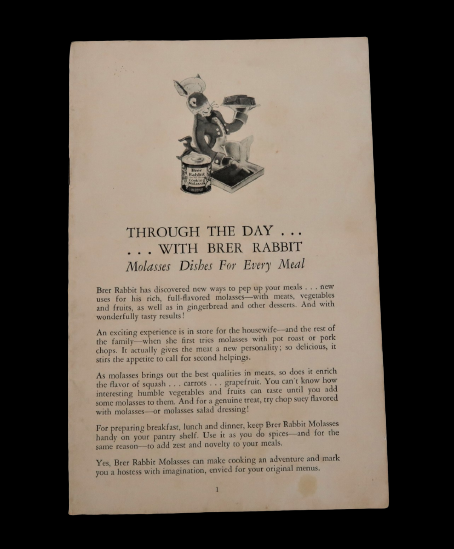 Brer
Rabbit
Molasses
THROUGH THE DAY . . .
. . . WITH BRER RABBIT
Molasses Dishes For Every Meal
Brer Rabbit has discovered new ways to pep up your meals . . . new
uses for his rich, full-flavored molasses—with meats, vegetables
and fruits, as well as in gingerbread and other desserts. And with
wonderfully tasty results!
An exciting experience is in store for the housewife—and the rest of
the family—when she first tries molasses with pot roast or pork
chops. It actually gives the meat a new personality; so delicious, it
stirs the appetite to call for second helpings.
As molasses brings out the best qualities in meats, so does it enrich
the flavor of squash . . . carrots . . . grapefruit. You can't know how
interesting humble vegetables and fruits can taste until you add
some molasses to them. And for a genuine treat, try chop suey flavored
with molasses—or molasses salad dressing!
For preparing breakfast, lunch and dinner, keep Brer Rabbit Molasses
handy on your pantry shelf. Use it as you do spices—and for the
same reason—to add zest and novelty to your meals.
Yes, Brer Rabbit Molasses can make cooking an adventure and mark
you a hostess with imagination, envied for your original menus.
1